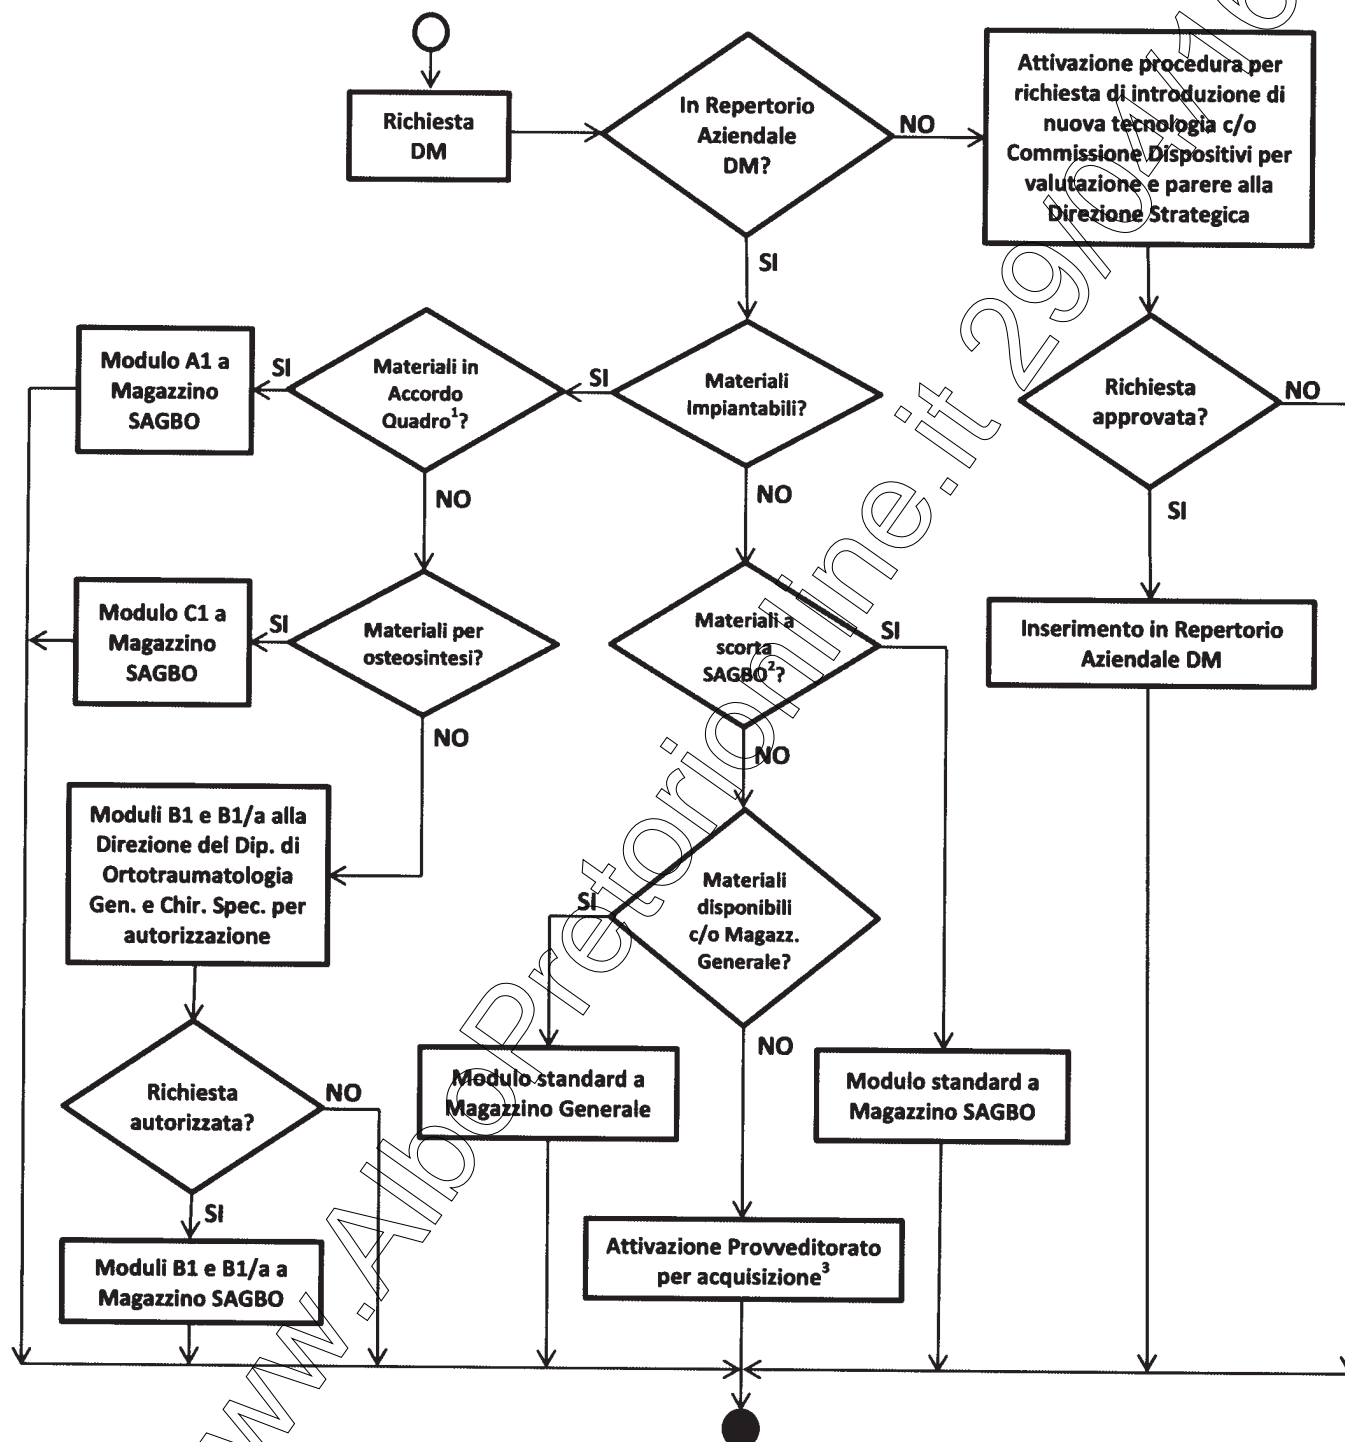 Richiesta
DM
In Repertorio
Aziendale
DM?
NO
Attivazione procedura per
richiesta di introduzione di
nuova tecnologia c/o
Commissione Dispositivi per
valutazione e parere alla
Direzione Strategica
SI
Modulo A1 a
Magazzino
SAGBO
SI
Materiali in
Accordo
Quadro¹?
SI
Materiali
Impiantabili?
Richiesta
approvata?
NO
NO
NO
SI
Modulo C1 a
Magazzino
SAGBO
SI
Materiali per
osteosintesi?
Materiali a
scorta
SAGBO²?
SI
Inserimento in Repertorio
Aziendale DM
NO
NO
Moduli B1 e B1/a alla
Direzione del Dip. di
Ortotraumatologia
Gen. e Chir. Spec. per
autorizzazione
SI
Materiali
disponibili
c/o Magazz.
Generale?
NO
Richiesta
autorizzata?
NO
Modulo standard a
Magazzino Generale
Modulo standard a
Magazzino SAGBO
SI
Moduli B1 e B1/a a
Magazzino SAGBO
Attivazione Provveditorato
per acquisizione³
www.AlboPretorionline.it 29/04/16